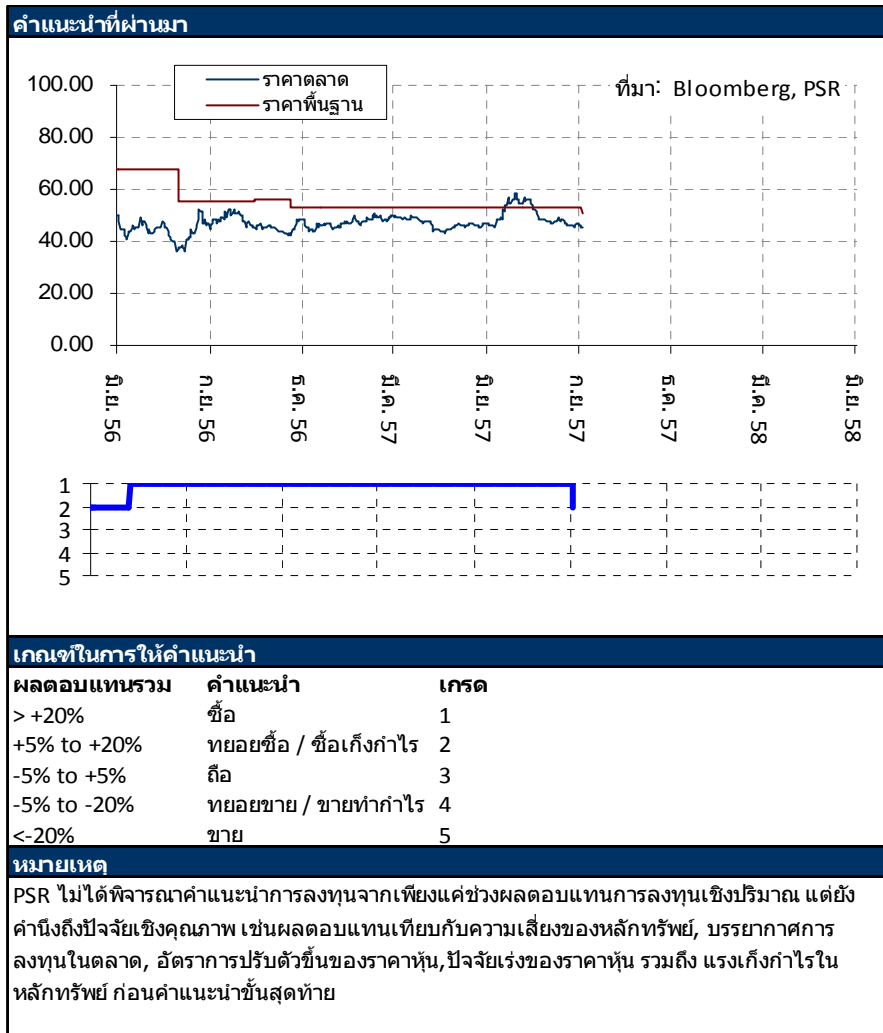 คำแนะนำที่ผ่านมา
ราคาตลาด
ราคาพื้นฐาน
ที่มา: Bloomberg, PSR
100.00
80.00
60.00
40.00
20.00
0.00
มิ.ย. 56
ก.ย. 56
ธ.ค. 56
มี.ค. 57
มิ.ย. 57
ก.ย. 57
ธ.ค. 57
มี.ค. 58
มิ.ย. 58
1
2
3
4
5
เกณฑ์ในการให้คำแนะนำ
ผลตอบแทนรวม คำแนะนำ เกรด
> +20% ซื้อ 1
+5% to +20% ทยอยซื้อ / ซื้อเก็งกำไร 2
-5% to +5% ถือ 3
-5% to -20% ทยอยขาย / ขายทำกำไร 4
<-20% ขาย 5
หมายเหตุ
PSR ไม่ได้พิจารณาคำแนะนำการลงทุนจากเพียงแค่ช่วงผลตอบแทนการลงทุนเชิงปริมาณ แต่ยัง
คำนึงถึงปัจจัยเชิงคุณภาพ เช่นผลตอบแทนเทียบกับความเสี่ยงของหลักทรัพย์, บรรยากาศการ
ลงทุนในตลาด, อัตราการปรับตัวขึ้นของราคาหุ้น,ปัจจัยเร่งของราคาหุ้น รวมถึง แรงเก็งกำไรใน
หลักทรัพย์ ก่อนคำแนะนำขั้นสุดท้าย